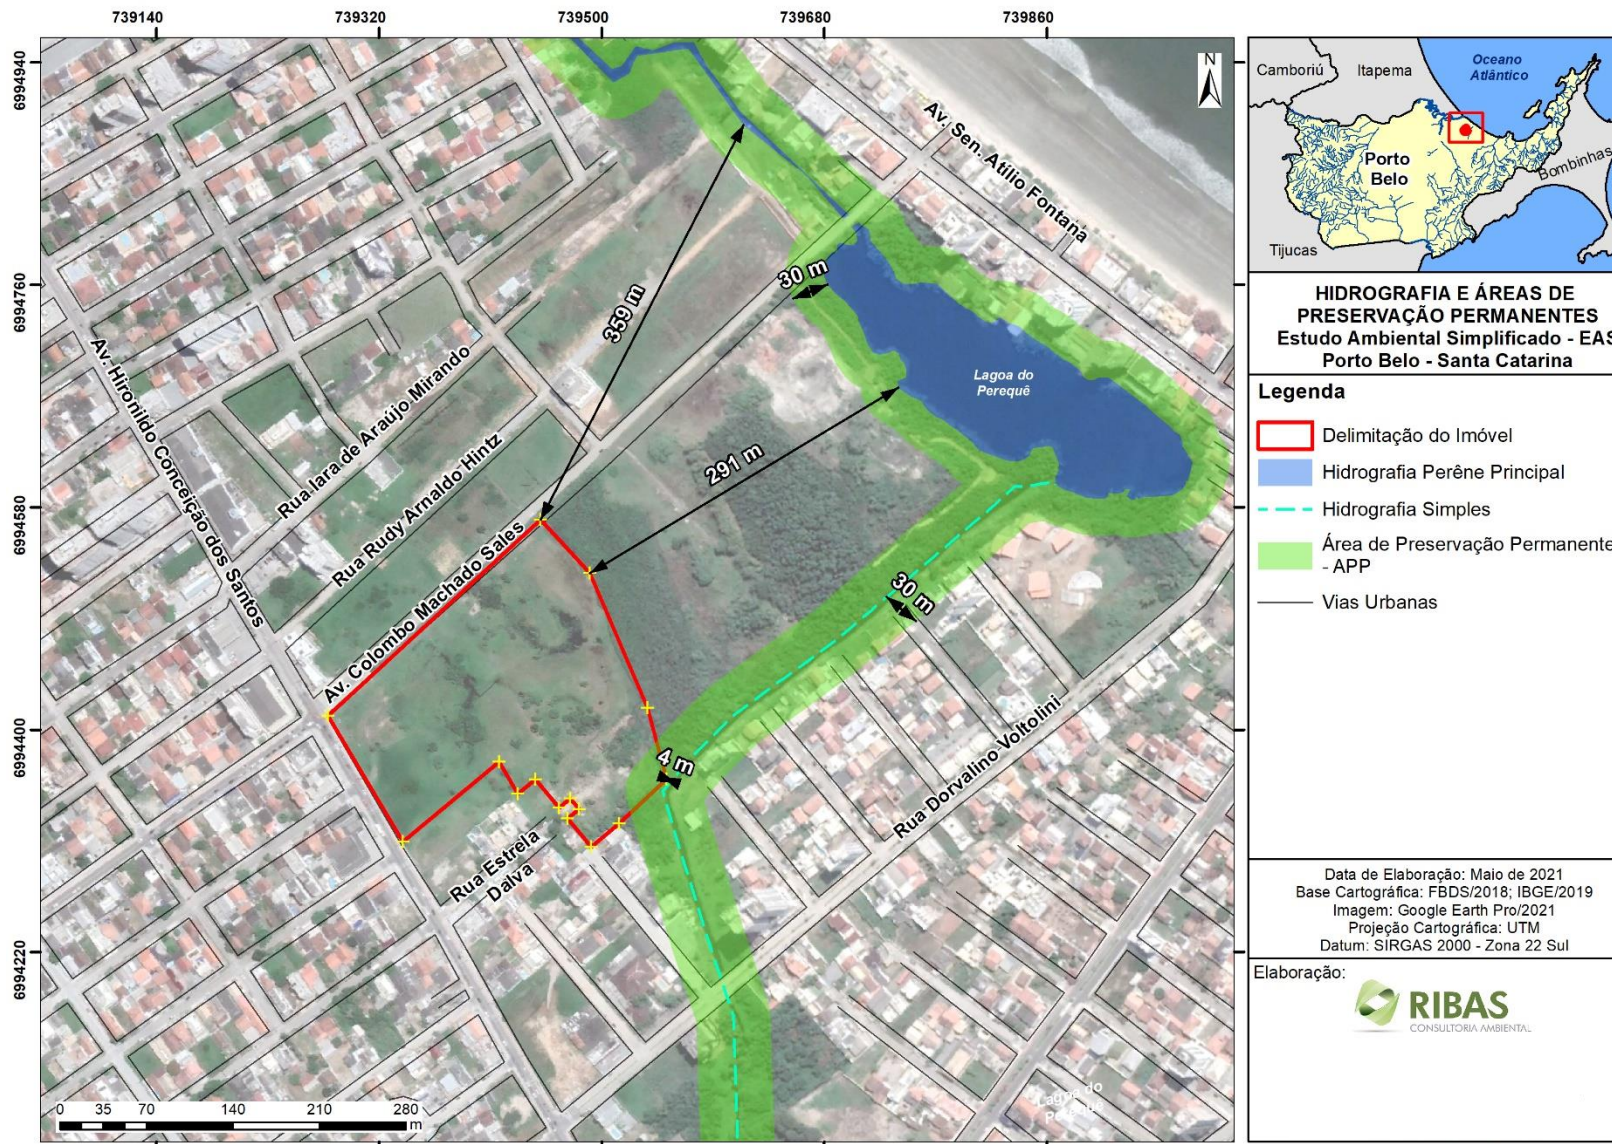 739140
739320
739500
739680
739860
6994940
6994760
6994580
6994400
6994220
N
Av. Sen. Atílio Fontana
30 m
359 m
Lagoa do
Perequê
291 m
Av. Hironildo Conceição dos Santos
Rua Iara de Araújo Mirando
Rua Rudy Arnaldo Hintz
Av. Colombo Machado Sales
30 m
4 m
Rua Dorvalino Voltolini
Rua Estrela
Dalva
Lagoa do
Perequê
0 35 70 140 210 280
m
Camboriú
Itapema
Oceano
Atlântico
Porto
Belo
Bombinhas
Tijucas
HIDROGRAFIA E ÁREAS DE
PRESERVAÇÃO PERMANENTES
Estudo Ambiental Simplificado - EAS
Porto Belo - Santa Catarina
Legenda
Delimitação do Imóvel
Hidrografia Perêne Principal
Hidrografia Simples
Área de Preservação Permanente
- APP
Vias Urbanas
Data de Elaboração: Maio de 2021
Base Cartográfica: FBDS/2018; IBGE/2019
Imagem: Google Earth Pro/2021
Projeção Cartográfica: UTM
Datum: SIRGAS 2000 - Zona 22 Sul
Elaboração:
RIBAS
CONSULTORIA AMBIENTAL